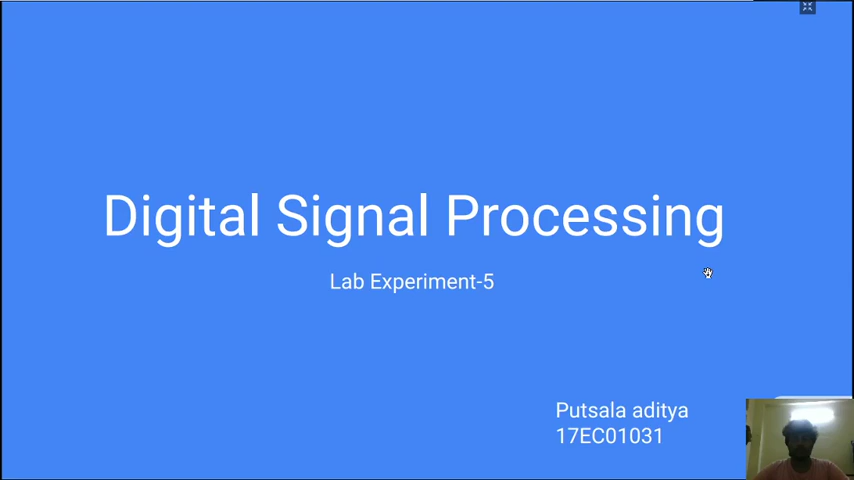 Digital Signal Processing
Lab Experiment-5
Putsala aditya
17EC01031